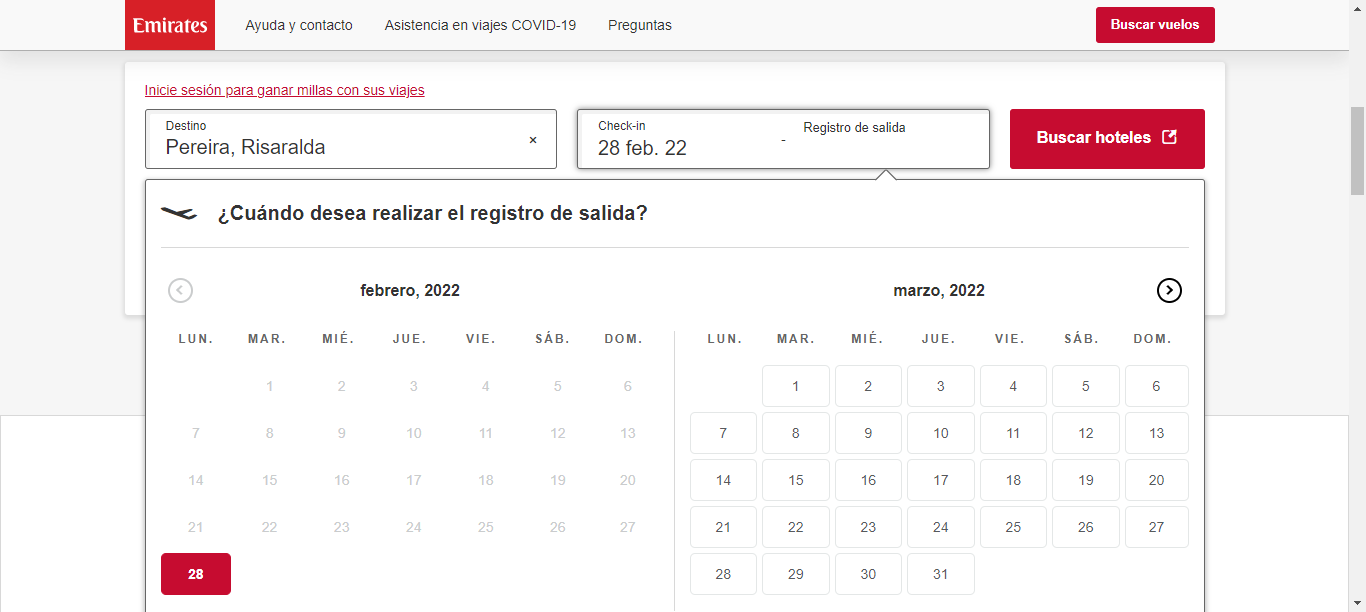 Emirates Ayuda y contacto Asistencia en viajes COVID-19 Preguntas Buscar vuelos
Inicie sesión para ganar millas con sus viajes
Destino
Pereira, Risaralda ×
Check-in
28 feb. 22
-
Registro de salida
Buscar hoteles
¿Cuándo desea realizar el registro de salida?
febrero, 2022
LUN. MAR. MIÉ. JUE. VIE. SÁB. DOM.
1 2 3 4 5 6
7 8 9 10 11 12 13
14 15 16 17 18 19 20
21 22 23 24 25 26 27
28
marzo, 2022
LUN. MAR. MIÉ. JUE. VIE. SÁB. DOM.
1 2 3 4 5 6
7 8 9 10 11 12 13
14 15 16 17 18 19 20
21 22 23 24 25 26 27
28 29 30 31